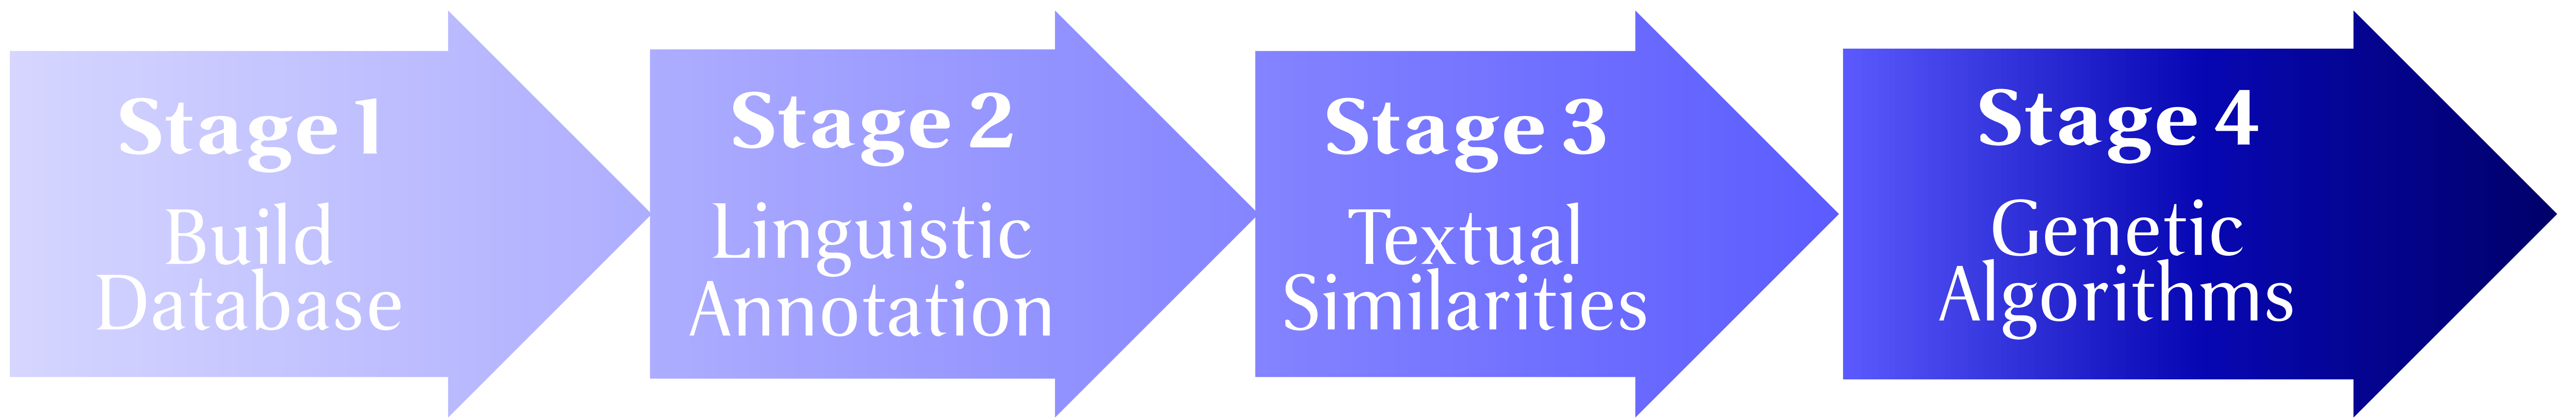 Stage 1
Build
Database
Stage 2
Linguistic
Annotation
Stage 3
Textual
Similarities
Stage 4
Genetic
Algorithms